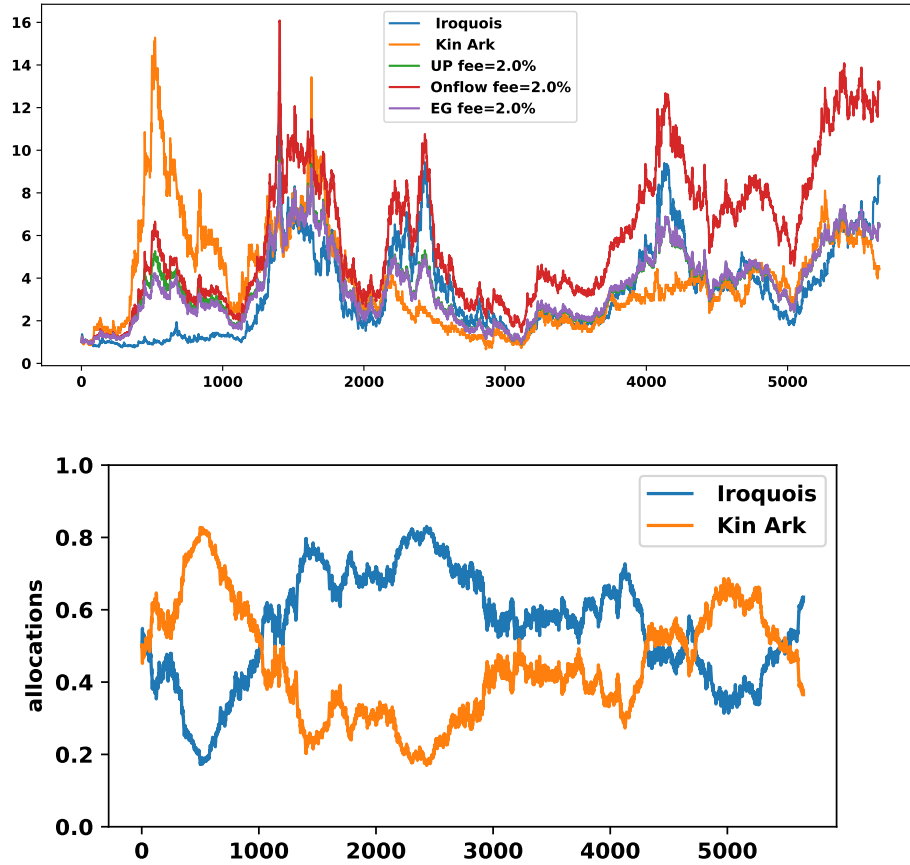 16
14
12
10
8
6
4
2
0
Iroquois
Kin Ark
UP fee=2.0%
Onflow fee=2.0%
EG fee=2.0%
0 1000 2000 3000 4000 5000
allocations
1.0
0.8
0.6
0.4
0.2
0.0
Iroquois
Kin Ark
0 1000 2000 3000 4000 5000